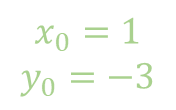 x₀ = 1
y₀ = −3